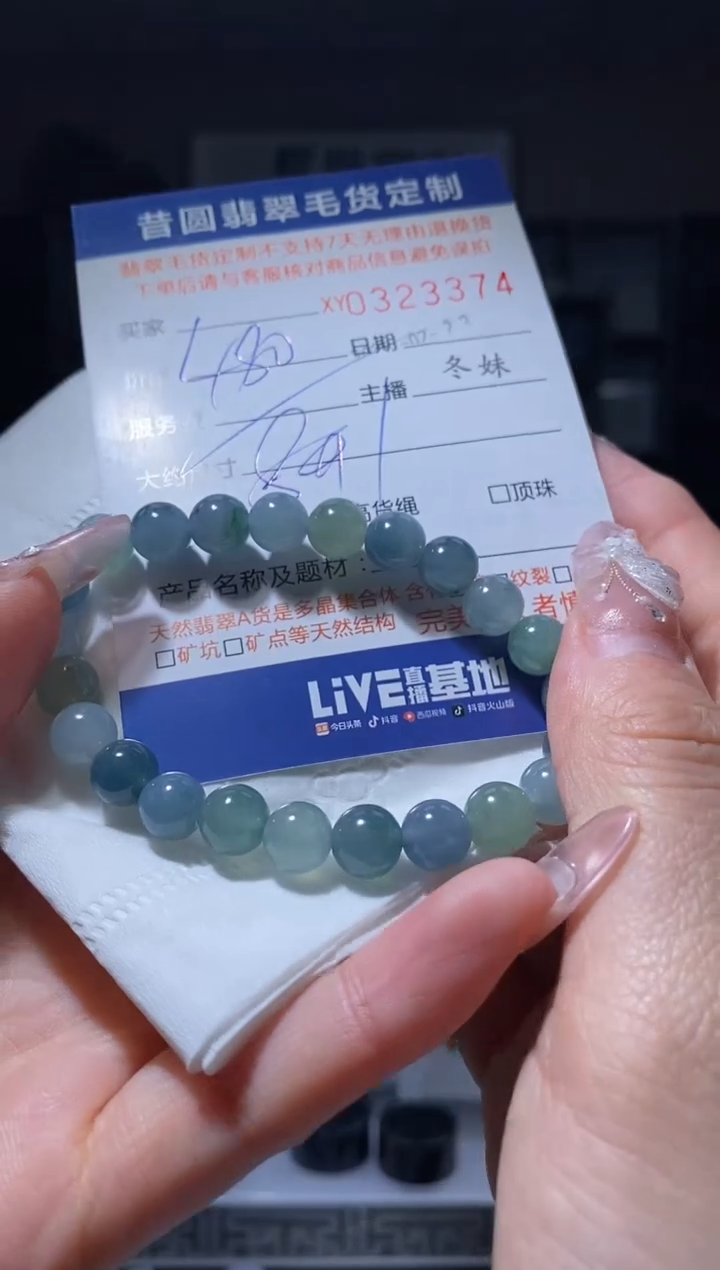 昔圆翡翠毛货定制
翡翠毛货定制不支持7天无理由退换货
下单后请与客服核对商品信息避免误拍
XY0323374
买家
480
日期
服务
主播 冬妹
大约 寸
货绳 □顶珠
产品名称及题材：
天然翡翠A货是多晶集合体 含 纹裂□
□矿坑□矿点等天然结构 完美 者慎
LiVE直播基地
今日头条 抖音 西瓜视频 抖音火山版